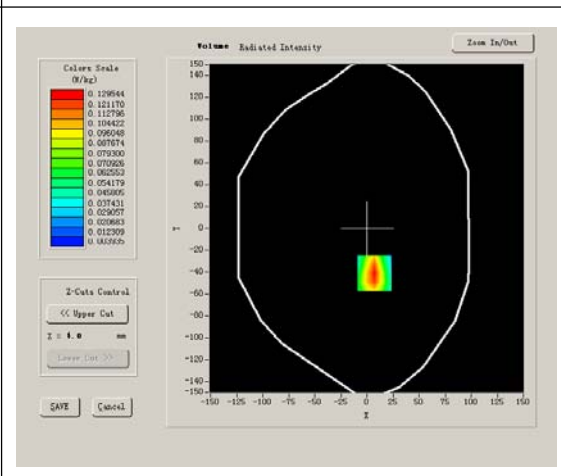 Volume Radiated Intensity
Zoom In/Out
Colors Scale
(W/kg)
0.129544
0.121170
0.112796
0.104422
0.096048
0.087674
0.079300
0.070926
0.062553
0.054179
0.045805
0.037431
0.029057
0.020683
0.012309
0.003935
Z-Cuts Control
<< Upper Cut
Z = 4.0 mm
Lower Cut >>
SAVE Cancel
150
140
120
100
80
60
40
20
0
-20
-40
-60
-80
-100
-120
-140
-150
Y
-150 -125 -100 -75 -50 -25 0 25 50 75 100 125 150
X